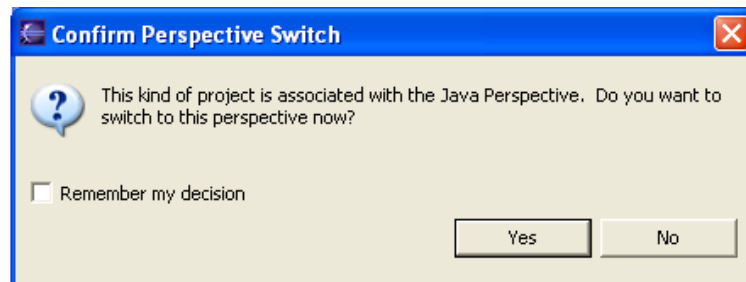 Confirm Perspective Switch
This kind of project is associated with the Java Perspective. Do you want to
switch to this perspective now?
Remember my decision
Yes No